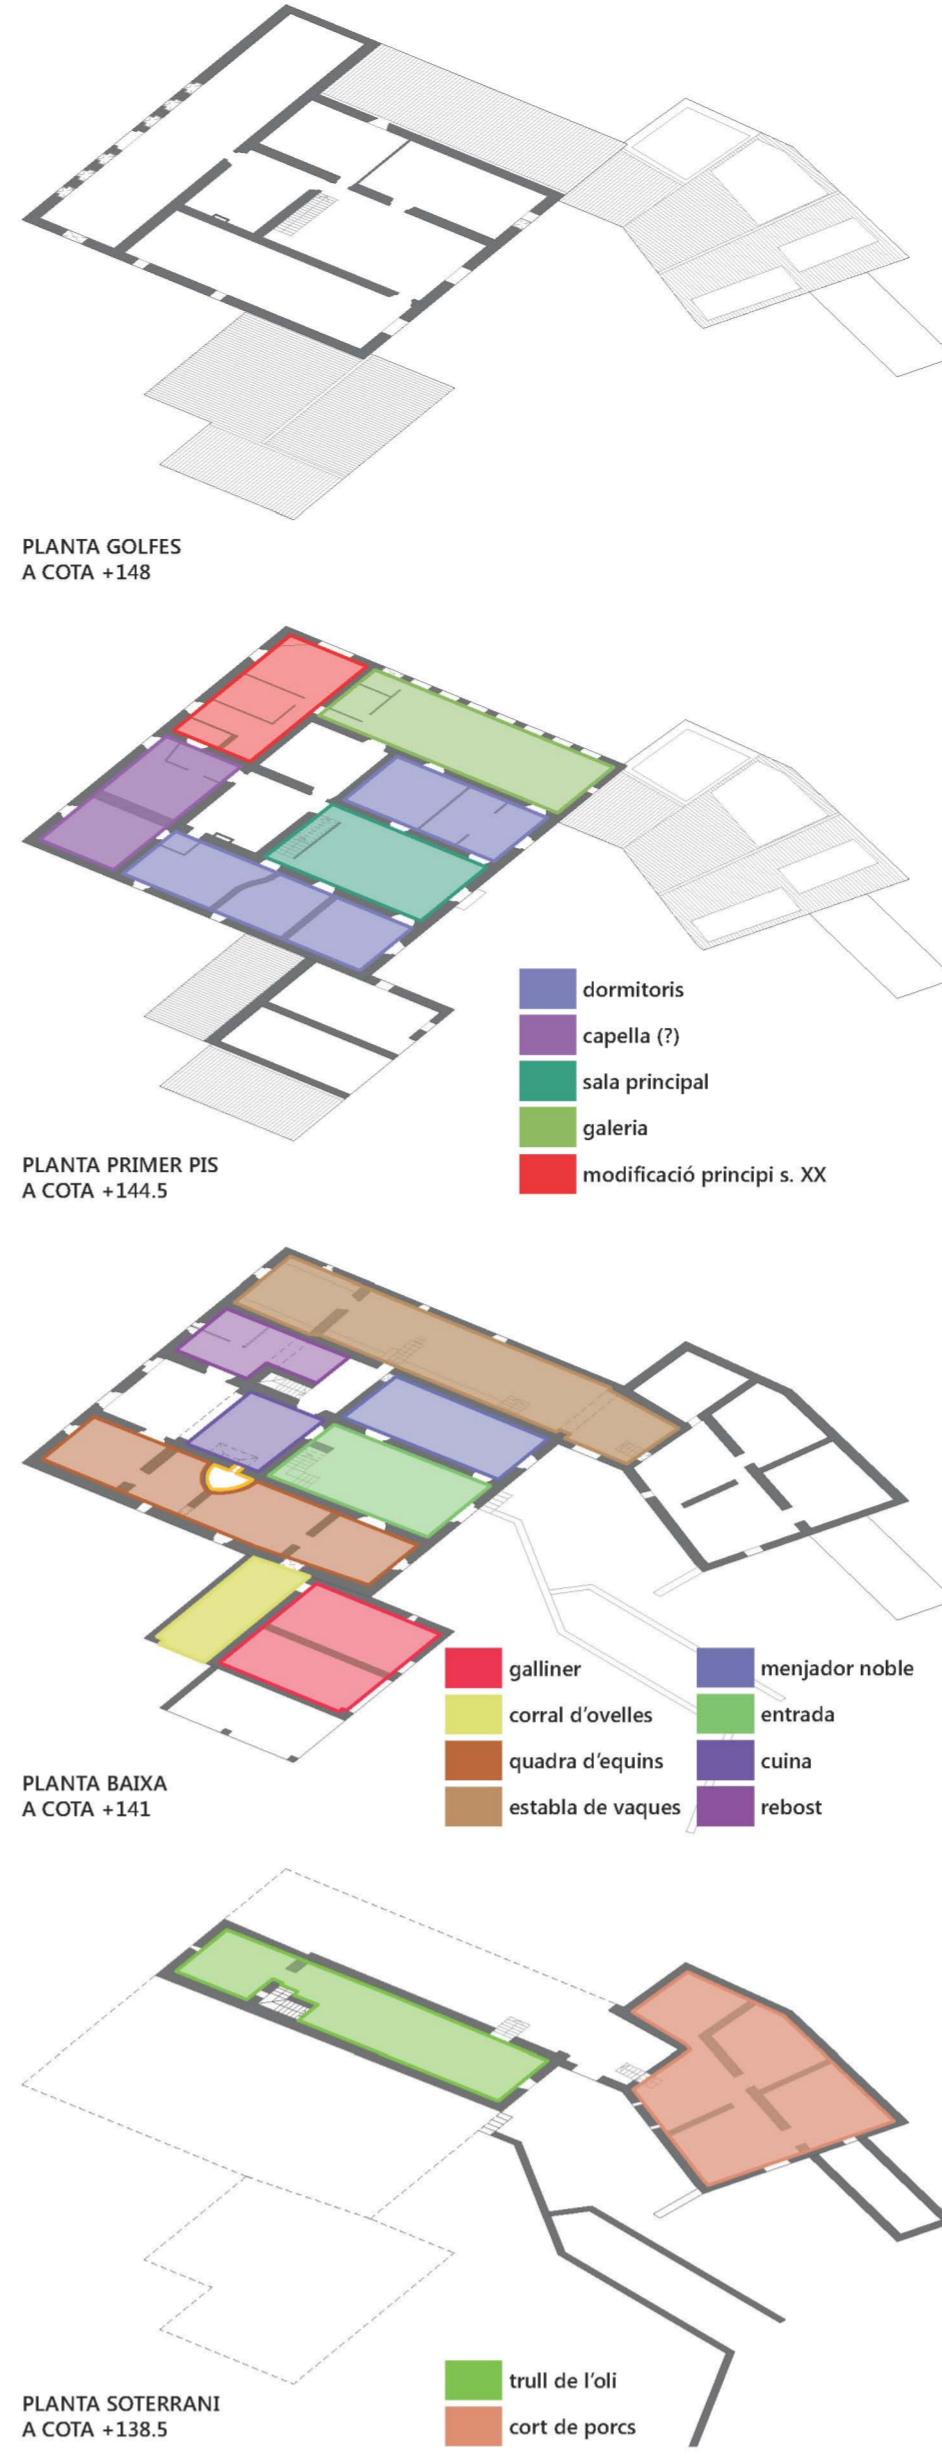 PLANTA GOLFES
A COTA +148
dormitoris
capella (?)
sala principal
galeria
modificació principi s. XX
PLANTA PRIMER PIS
A COTA +144.5
galliner
corral d'ovelles
quadra d'equins
establa de vaques
menjador noble
entrada
cuina
rebost
PLANTA BAIXA
A COTA +141
trull de l'oli
cort de porcs
PLANTA SOTERRANI
A COTA +138.5